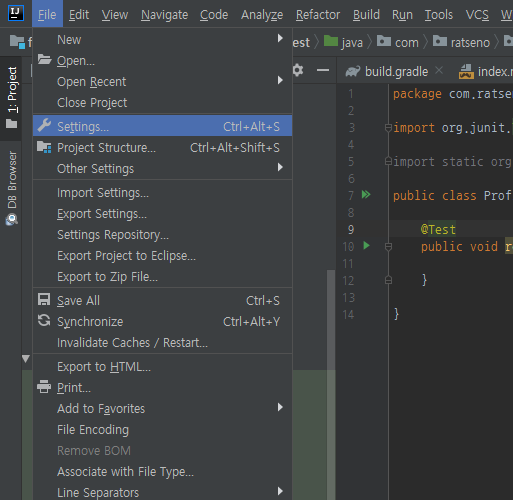 IJ File Edit View Navigate Code Analyze Refactor Build Run Tools VCS W
est java com ratseno
build.gradle index.
1: Project
DB Browser
New
Open...
Open Recent
Close Project
Settings... Ctrl+Alt+S
Project Structure... Ctrl+Alt+Shift+S
Other Settings
Import Settings...
Export Settings...
Settings Repository...
Export Project to Eclipse...
Export to Zip File...
Save All Ctrl+S
Synchronize Ctrl+Alt+Y
Invalidate Caches / Restart...
Export to HTML...
Print...
Add to Favorites
File Encoding
Remove BOM
Associate with File Type...
Line Separators
1 package com.ratse
2
3 import org.junit.
4
5 import static org
6
7 public class Prof
8
9 @Test
10 public void r
11
12 }
13
14 }